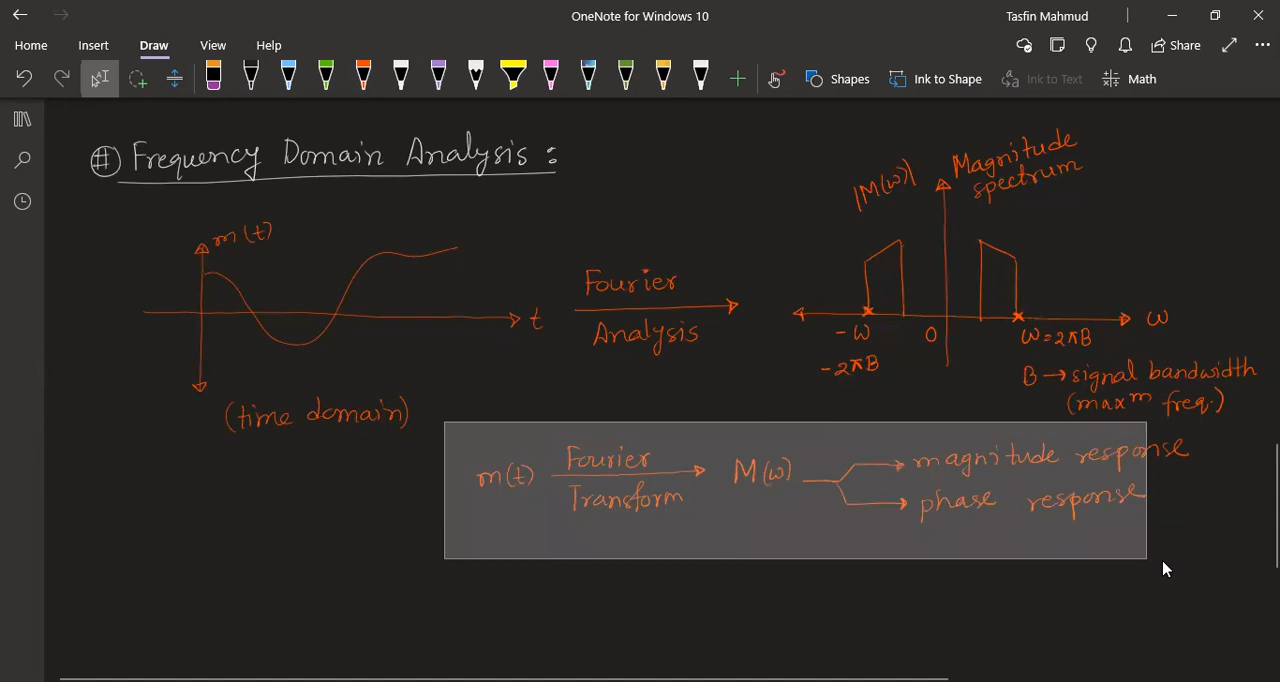 OneNote for Windows 10
Tasfin Mahmud
Home Insert Draw View Help
Share
Shapes Ink to Shape Ink to Text Math
# Frequency Domain Analysis :
m(t)
t
(time domain)
Fourier
Analysis
|M(ω)|
Magnitude
spectrum
ω
-ω 0 ω = 2πB
-2πB
B → signal bandwidth
(maxᵐ freq.)
m(t) Fourier
Transform
M(ω)
magnitude response
phase response